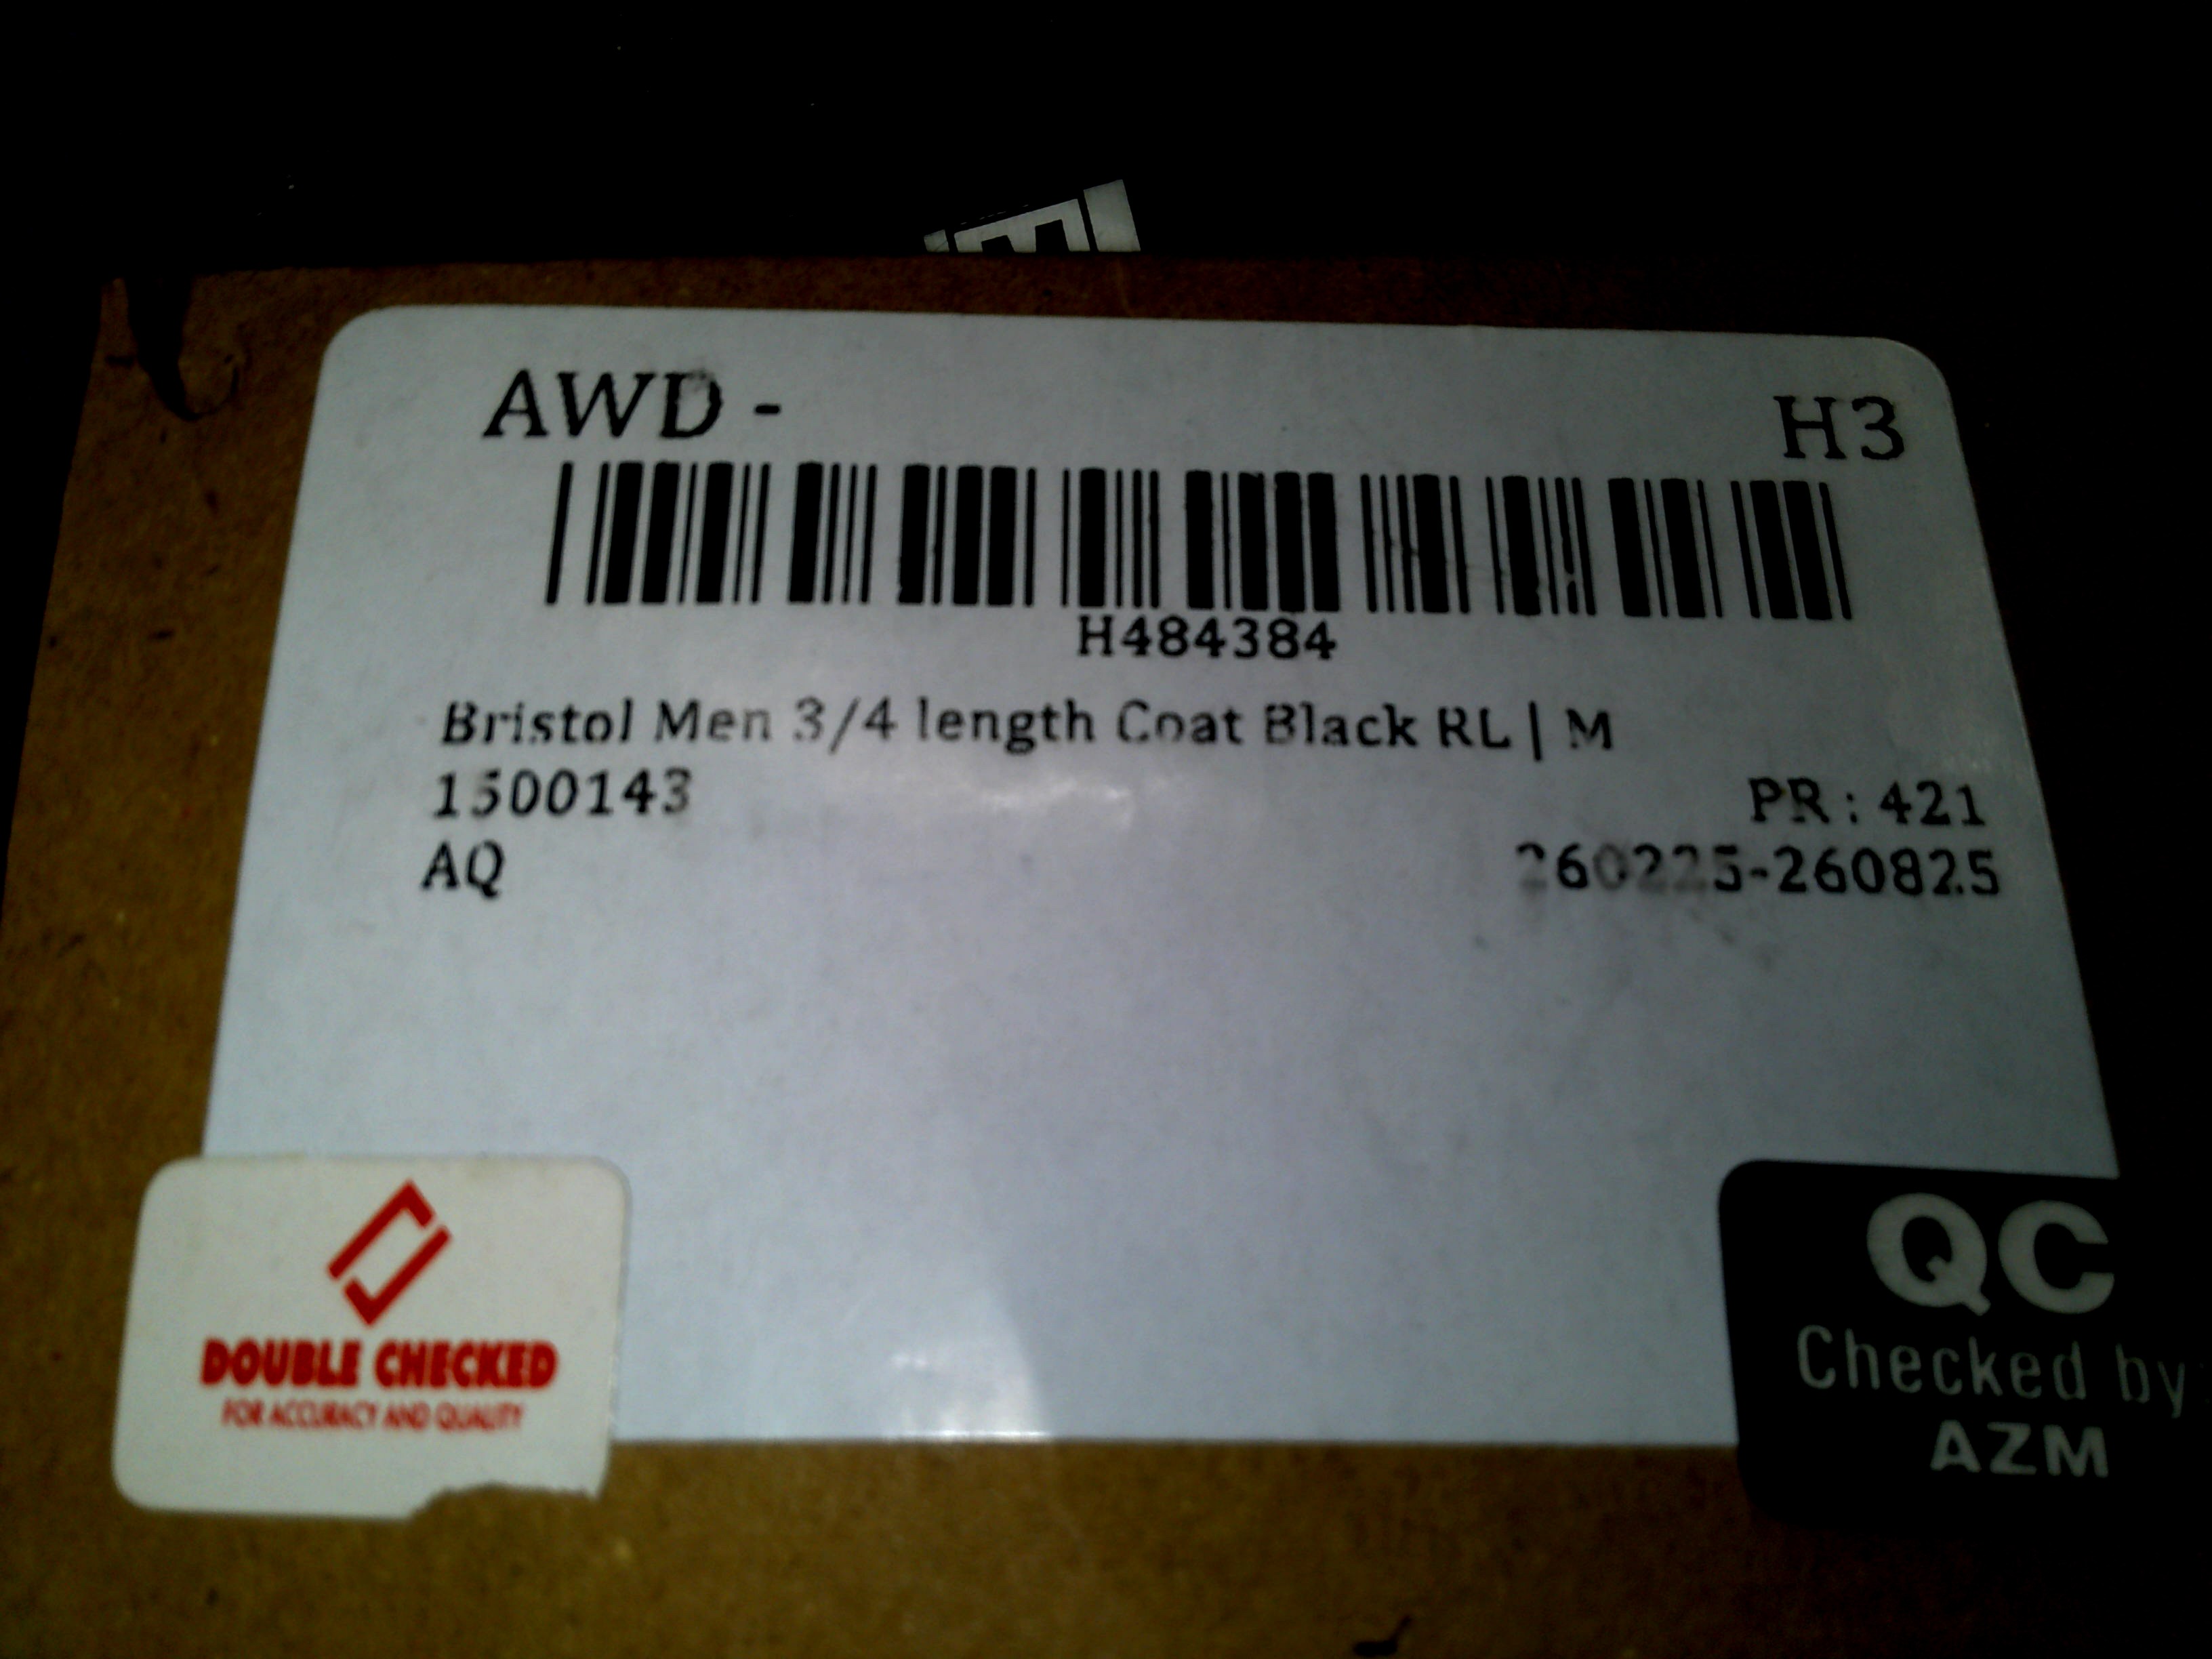 AWD - H3
H484384
Bristol Men 3/4 length Coat Black RL | M
1500143 PR : 421
AQ 260225-260825
DOUBLE CHECKED
FOR ACCURACY AND QUALITY
QC
Checked by
AZM